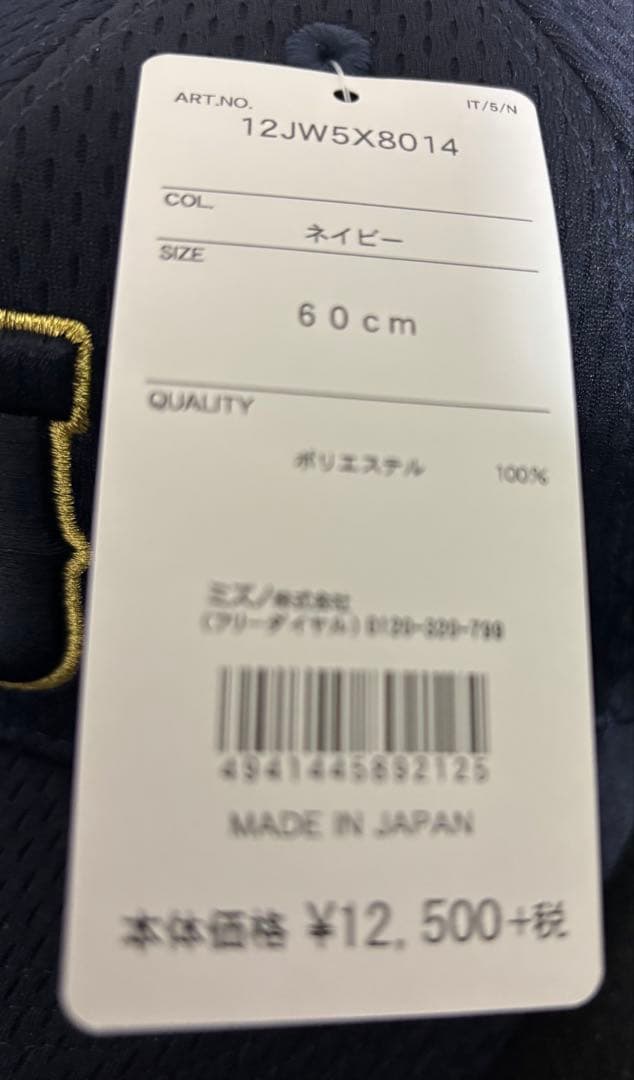 ART.NO.
IT/5/N
12JW5X8014
COL.
ネイビー
SIZE
60cm
QUALITY
ポリエステル 100%
ミズノ株式会社
(フリーダイヤル) 0120-320-799
4941445692125
MADE IN JAPAN
本体価格 ¥12,500+税